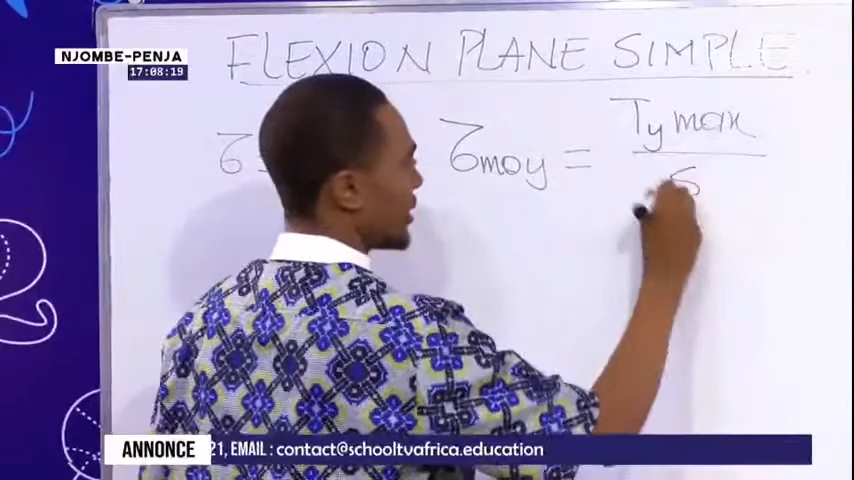 NJOMBE-PENJA
17:08:19
FLEXION PLANE SIMPLE
τmoy = Ty max
S
ANNONCE
21, EMAIL : contact@schooltvafrica.education